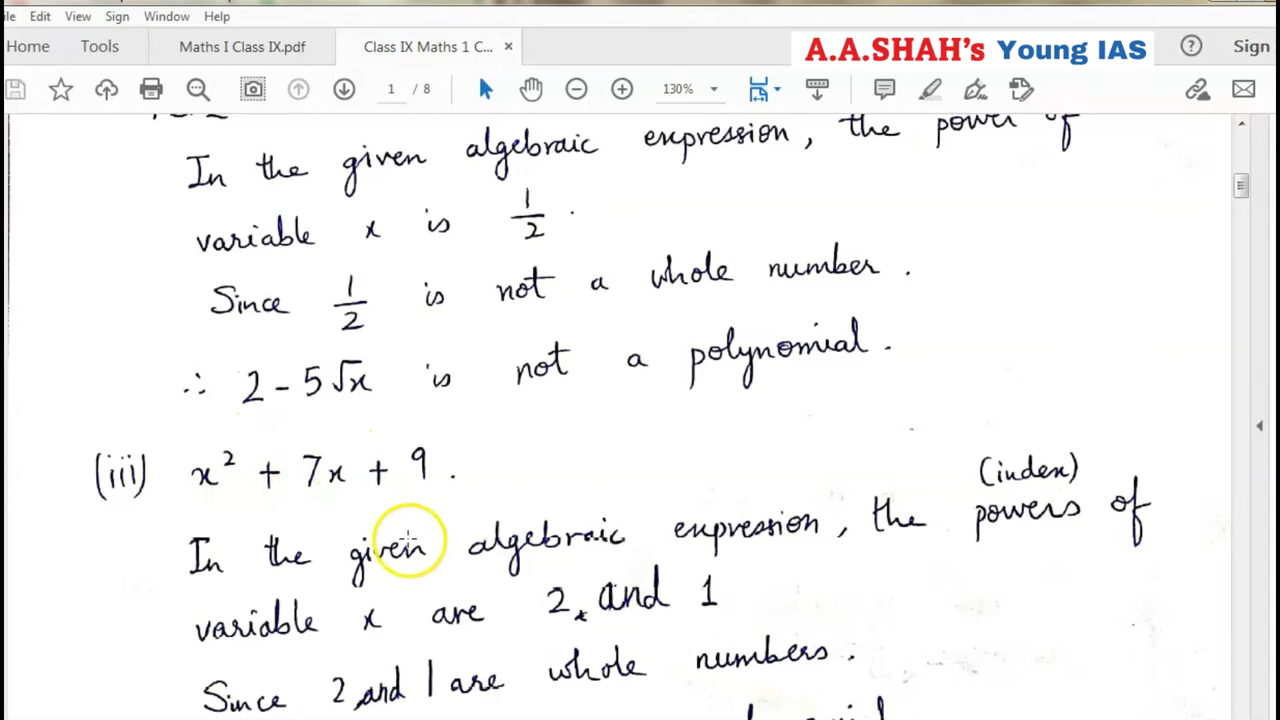 ile Edit View Sign Window Help
Home Tools Maths I Class IX.pdf Class IX Maths 1 C... × A.A.SHAH's Young IAS ? Sign
1 / 8 130%
In the given algebraic expression, the power of
variable x is 1/2.
Since 1/2 is not a whole number.
∴ 2 - 5√x is not a polynomial.
(iii) x² + 7x + 9.
(index)
In the given algebraic expression, the powers of
variable x are 2, and 1
Since 2, and 1 are whole numbers.